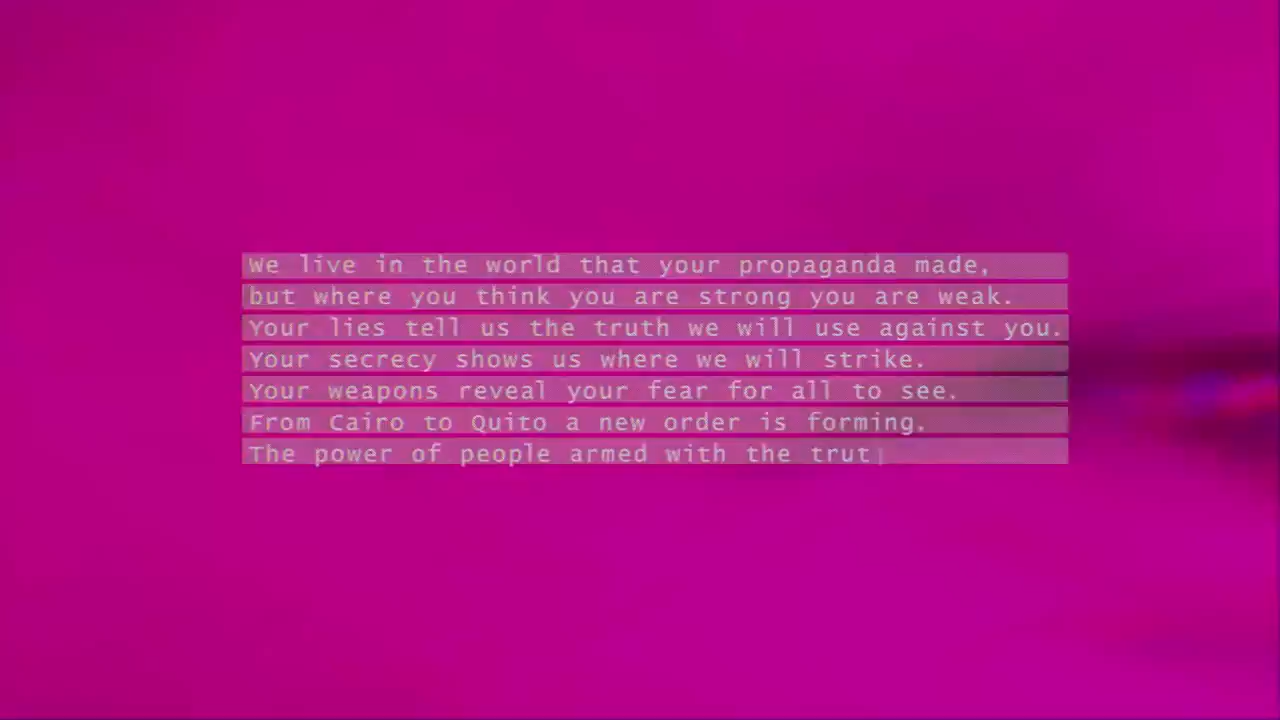 We live in the world that your propaganda made,
but where you think you are strong you are weak.
Your lies tell us the truth we will use against you.
Your secrecy shows us where we will strike.
Your weapons reveal your fear for all to see.
From Cairo to Quito a new order is forming.
The power of people armed with the trut